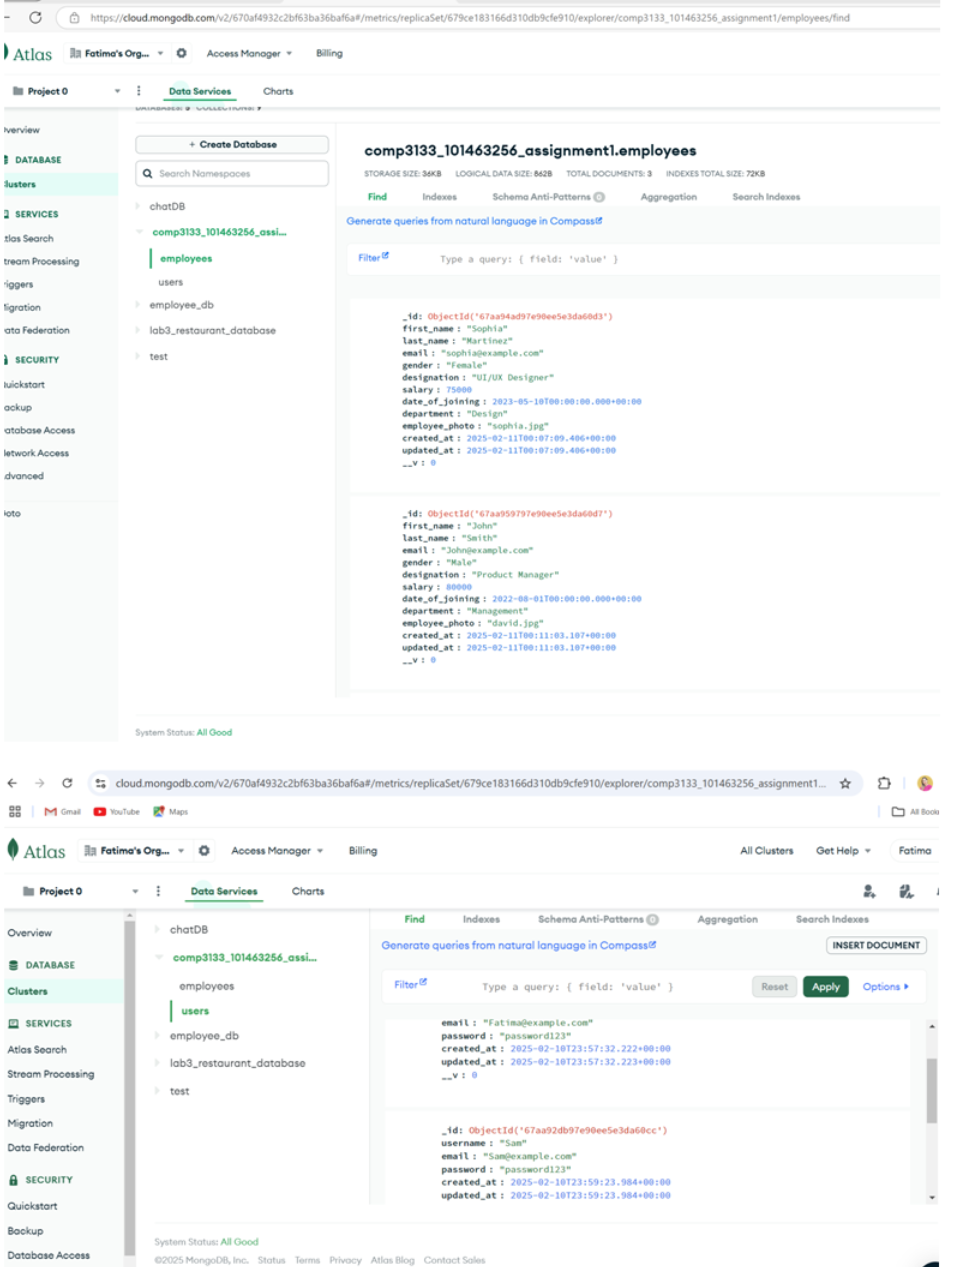 https://cloud.mongodb.com/v2/670af4932c2bf63ba36baf6a#/metrics/replicaSet/679ce183166d310db9cfe910/explorer/comp3133_101463256_assignment1/employees/find
Atlas Fatima's Org... Access Manager Billing
Project 0 Data Services Charts
DATABASES: 5 COLLECTIONS: 7
Overview
+ Create Database
comp3133_101463256_assignment1.employees
DATABASE
Clusters
Search Namespaces
STORAGE SIZE: 36KB LOGICAL DATA SIZE: 862B TOTAL DOCUMENTS: 3 INDEXES TOTAL SIZE: 72KB
Find Indexes Schema Anti-Patterns 0 Aggregation Search Indexes
SERVICES
chatDB
Generate queries from natural language in Compass
tlas Search
comp3133_101463256_assi...
tream Processing
employees
Filter Type a query: { field: 'value' }
riggers
users
ligration
employee_db
ata Federation
lab3_restaurant_database
SECURITY
test
uickstart
ackup
atabase Access
letwork Access
dvanced
oto
_id: ObjectId('67aa94ad97e90ee5e3da60d3')
first_name : "Sophia"
last_name : "Martinez"
email : "sophia@example.com"
gender : "Female"
designation : "UI/UX Designer"
salary : 75000
date_of_joining : 2023-05-10T00:00:00.000+00:00
department : "Design"
employee_photo : "sophia.jpg"
created_at : 2025-02-11T00:07:09.406+00:00
updated_at : 2025-02-11T00:07:09.406+00:00
__v : 0
_id: ObjectId('67aa959797e90ee5e3da60d7')
first_name : "John"
last_name : "Smith"
email : "John@example.com"
gender : "Male"
designation : "Product Manager"
salary : 80000
date_of_joining : 2022-08-01T00:00:00.000+00:00
department : "Management"
employee_photo : "david.jpg"
created_at : 2025-02-11T00:11:03.107+00:00
updated_at : 2025-02-11T00:11:03.107+00:00
__v : 0
System Status: All Good
cloud.mongodb.com/v2/670af4932c2bf63ba36baf6a#/metrics/replicaSet/679ce183166d310db9cfe910/explorer/comp3133_101463256_assignment1...
Gmail YouTube Maps All Book
Atlas Fatima's Org... Access Manager Billing All Clusters Get Help Fatima
Project 0 Data Services Charts
Find Indexes Schema Anti-Patterns 0 Aggregation Search Indexes
Overview
chatDB
Generate queries from natural language in Compass INSERT DOCUMENT
DATABASE
comp3133_101463256_assi...
Clusters
employees
Filter Type a query: { field: 'value' } Reset Apply Options
SERVICES
users
Atlas Search
employee_db
Stream Processing
lab3_restaurant_database
Triggers
test
Migration
Data Federation
SECURITY
Quickstart
Backup
Database Access
email : "Fatima@example.com"
password : "password123"
created_at : 2025-02-10T23:57:32.222+00:00
updated_at : 2025-02-10T23:57:32.223+00:00
__v : 0
_id: ObjectId('67aa92db97e90ee5e3da60cc')
username : "Sam"
email : "Sam@example.com"
password : "password123"
created_at : 2025-02-10T23:59:23.984+00:00
updated_at : 2025-02-10T23:59:23.984+00:00
System Status: All Good
©2025 MongoDB, Inc. Status Terms Privacy Atlas Blog Contact Sales